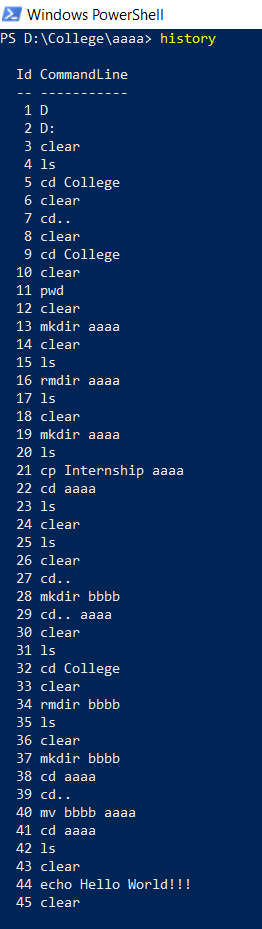 Windows PowerShell
PS D:\College\aaaa> history
Id CommandLine
-- -----------
1 D
2 D:
3 clear
4 ls
5 cd College
6 clear
7 cd..
8 clear
9 cd College
10 clear
11 pwd
12 clear
13 mkdir aaaa
14 clear
15 ls
16 rmdir aaaa
17 ls
18 clear
19 mkdir aaaa
20 ls
21 cp Internship aaaa
22 cd aaaa
23 ls
24 clear
25 ls
26 clear
27 cd..
28 mkdir bbbb
29 cd.. aaaa
30 clear
31 ls
32 cd College
33 clear
34 rmdir bbbb
35 ls
36 clear
37 mkdir bbbb
38 cd aaaa
39 cd..
40 mv bbbb aaaa
41 cd aaaa
42 ls
43 clear
44 echo Hello World!!!
45 clear